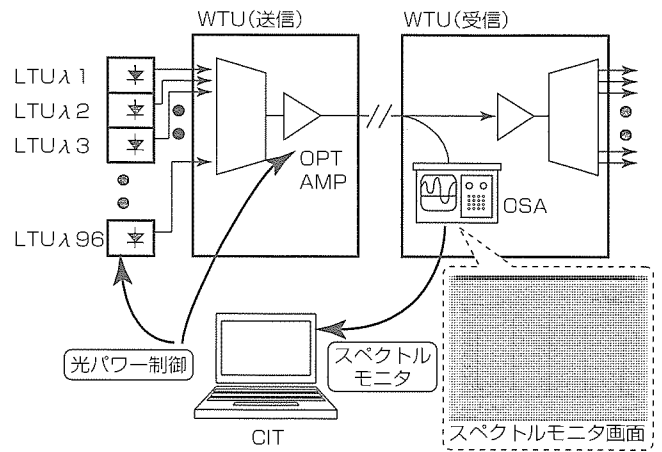 WTU(送信)
WTU(受信)
LTUλ1
LTUλ2
LTUλ3
LTUλ96
OPT
AMP
OSA
光パワー制御
スペクトル
モニタ
CIT
スペクトルモニタ画面